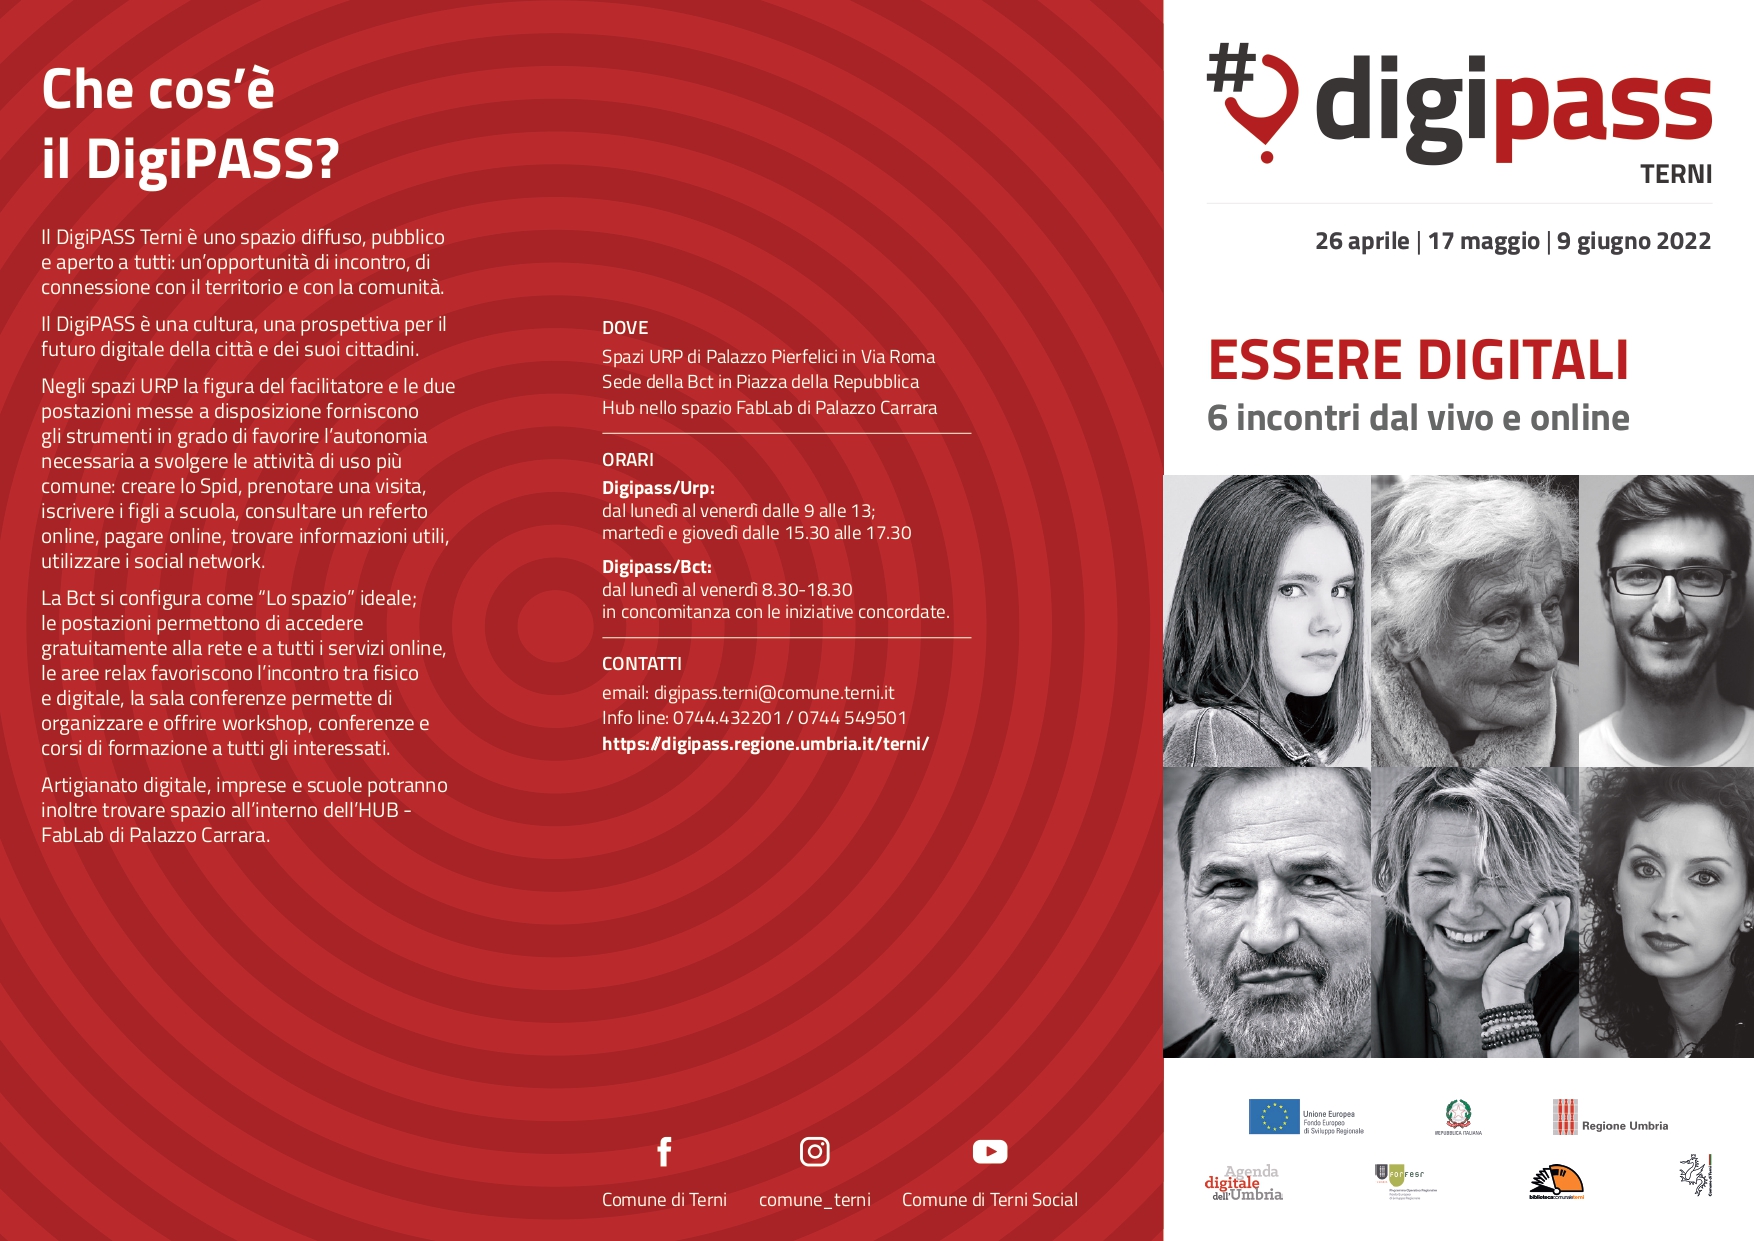 Che cos’è
il DigiPASS?
Il DigiPASS Terni è uno spazio diffuso, pubblico
e aperto a tutti: un’opportunità di incontro, di
connessione con il territorio e con la comunità.
Il DigiPASS è una cultura, una prospettiva per il
futuro digitale della città e dei suoi cittadini.
Negli spazi URP la figura del facilitatore e le due
postazioni messe a disposizione forniscono
gli strumenti in grado di favorire l’autonomia
necessaria a svolgere le attività di uso più
comune: creare lo Spid, prenotare una visita,
iscrivere i figli a scuola, consultare un referto
online, pagare online, trovare informazioni utili,
utilizzare i social network.
La Bct si configura come “Lo spazio” ideale;
le postazioni permettono di accedere
gratuitamente alla rete e a tutti i servizi online,
le aree relax favoriscono l’incontro tra fisico
e digitale, la sala conferenze permette di
organizzare e offrire workshop, conferenze e
corsi di formazione a tutti gli interessati.
Artigianato digitale, imprese e scuole potranno
inoltre trovare spazio all’interno dell’HUB -
FabLab di Palazzo Carrara.
DOVE
Spazi URP di Palazzo Pierfelici in Via Roma
Sede della Bct in Piazza della Repubblica
Hub nello spazio FabLab di Palazzo Carrara
ORARI
Digipass/Urp:
dal lunedì al venerdì dalle 9 alle 13;
martedì e giovedì dalle 15.30 alle 17.30
Digipass/Bct:
dal lunedì al venerdì 8.30-18.30
in concomitanza con le iniziative concordate.
CONTATTI
email: digipass.terni@comune.terni.it
Info line: 0744.432201 / 0744 549501
https://digipass.regione.umbria.it/terni/
Comune di Terni
comune_terni
Comune di Terni Social
# digipass
TERNI
26 aprile | 17 maggio | 9 giugno 2022
ESSERE DIGITALI
6 incontri dal vivo e online
Unione Europea
Fondo Europeo
di Sviluppo Regionale
REPUBBLICA ITALIANA
Regione Umbria
Agenda
digitale
dell'Umbria
por fesr
bibliotecacomunaleterni
Comune di Terni